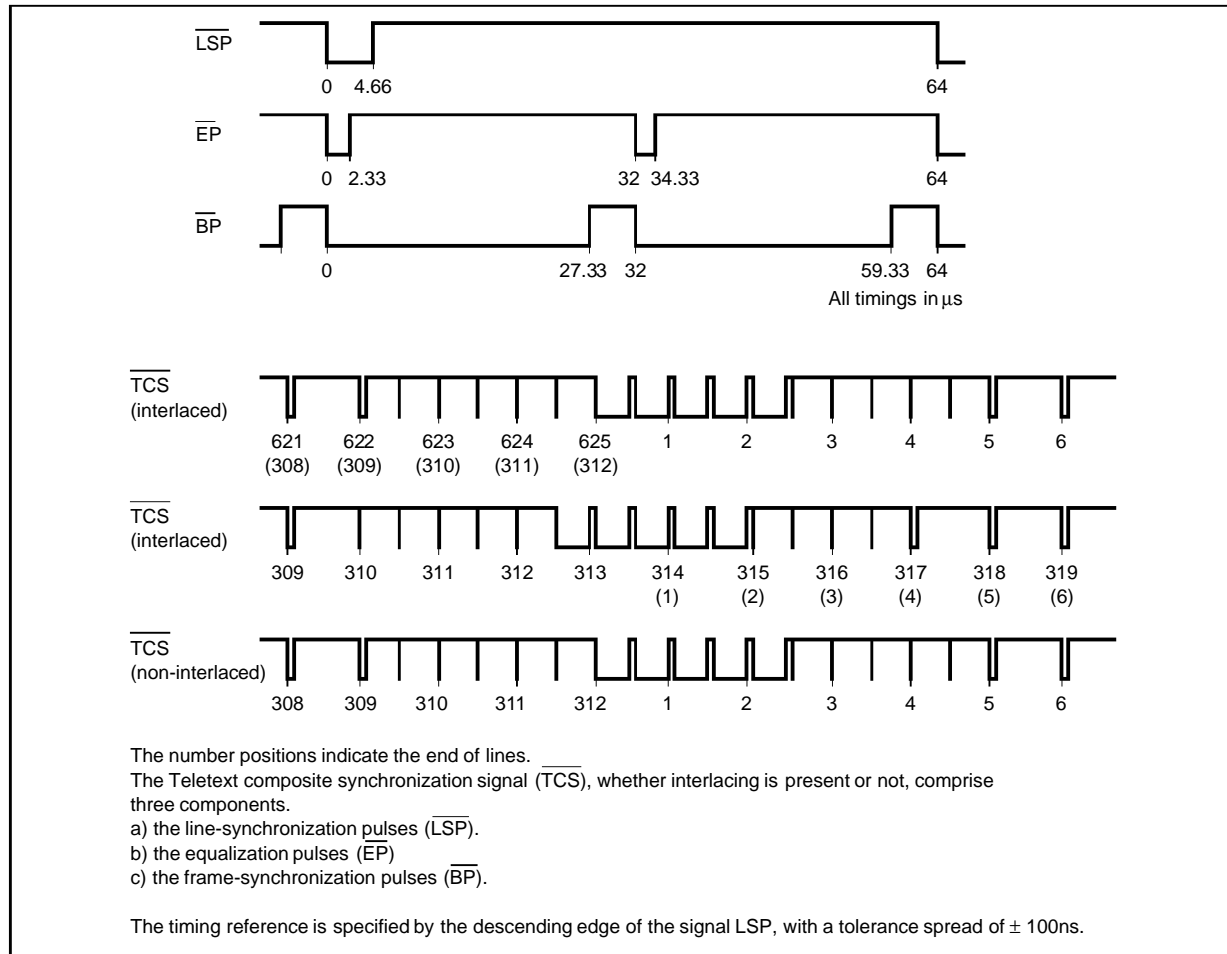 LSP
0 4.66 64
EP
0 2.33 32 34.33 64
BP
0 27.33 32 59.33 64
All timings in µs
TCS
(interlaced)
621 622 623 624 625 1 2 3 4 5 6
(308) (309) (310) (311) (312)
TCS
(interlaced)
309 310 311 312 313 314 315 316 317 318 319
(1) (2) (3) (4) (5) (6)
TCS
(non-interlaced)
308 309 310 311 312 1 2 3 4 5 6
The number positions indicate the end of lines.
The Teletext composite synchronization signal (TCS), whether interlacing is present or not, comprise
three components.
a) the line-synchronization pulses (LSP).
b) the equalization pulses (EP)
c) the frame-synchronization pulses (BP).
The timing reference is specified by the descending edge of the signal LSP, with a tolerance spread of ± 100ns.